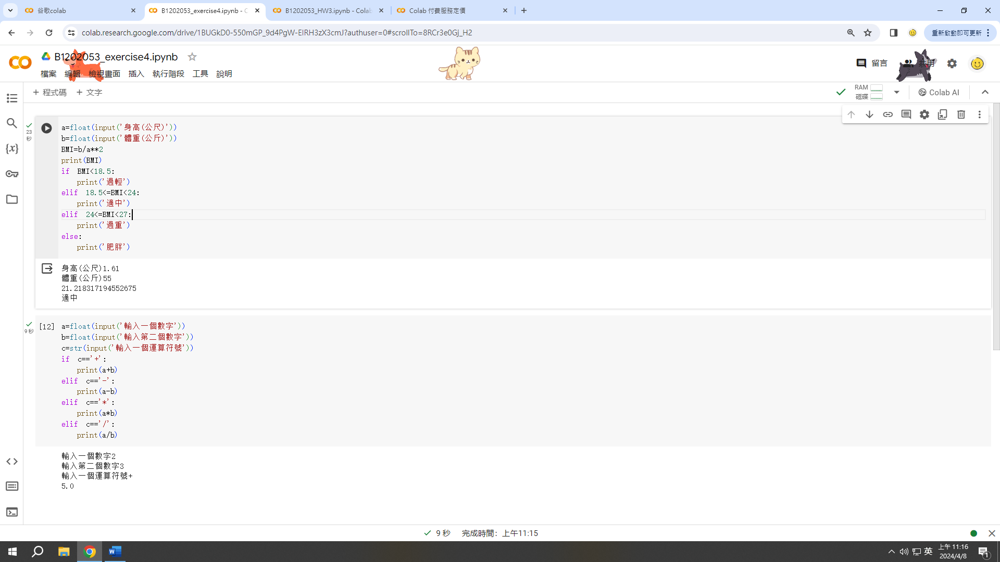 谷歌colab
B1202053_exercise4.ipynb - C
B1202053_HW3.ipynb - Colab
Colab 付費服務定價
colab.research.google.com/drive/1BUGkD0-550mGP_9d4PgW-EIRH3zX3cmJ?authuser=0#scrollTo=8RCr3e0Gj_H2
重新啟動即可更新
B1202053_exercise4.ipynb
檔案 編輯 檢視畫面 插入 執行階段 工具 說明
留言
共用
+ 程式碼 + 文字
RAM
磁碟
Colab AI
23
秒
a=float(input('身高(公尺)'))
b=float(input('體重(公斤)'))
BMI=b/a**2
print(BMI)
if BMI<18.5:
print('過輕')
elif 18.5<=BMI<24:
print('適中')
elif 24<=BMI<27:
print('過重')
else:
print('肥胖')
身高(公尺)1.61
體重(公斤)55
21.218317194552675
適中
9 秒
[12]
a=float(input('輸入一個數字'))
b=float(input('輸入第二個數字'))
c=str(input('輸入一個運算符號'))
if c=='+':
print(a+b)
elif c=='-':
print(a-b)
elif c=='*':
print(a*b)
elif c=='/':
print(a/b)
輸入一個數字2
輸入第二個數字3
輸入一個運算符號+
5.0
9 秒 完成時間: 上午11:15
英
上午 11:16
2024/4/8
1